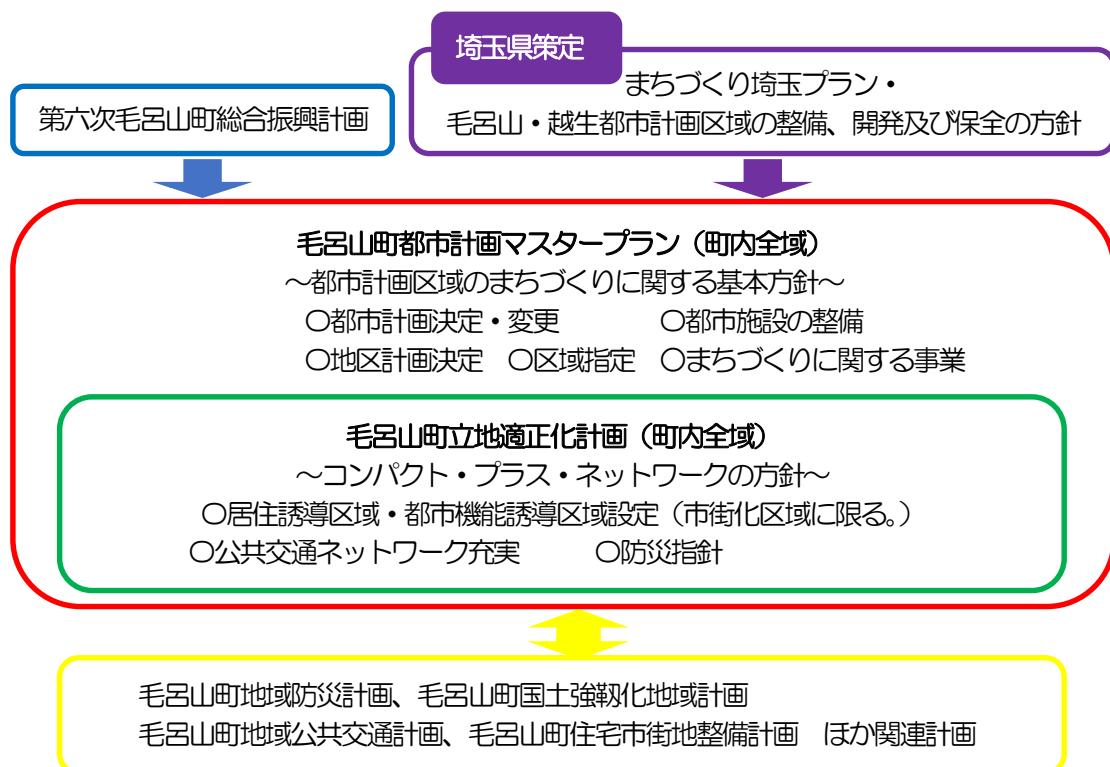 埼玉県策定
第六次毛呂山町総合振興計画
まちづくり埼玉プラン・
毛呂山・越生都市計画区域の整備、開発及び保全の方針
毛呂山町都市計画マスタープラン（町内全域）
～都市計画区域のまちづくりに関する基本方針～
〇都市計画決定・変更　　　〇都市施設の整備
〇地区計画決定　〇区域指定　〇まちづくりに関する事業
毛呂山町立地適正化計画（町内全域）
～コンパクト・プラス・ネットワークの方針～
〇居住誘導区域・都市機能誘導区域設定（市街化区域に限る。）
〇公共交通ネットワーク充実　　　〇防災指針
毛呂山町地域防災計画、毛呂山町国土強靱化地域計画
毛呂山町地域公共交通計画、毛呂山町住宅市街地整備計画　ほか関連計画